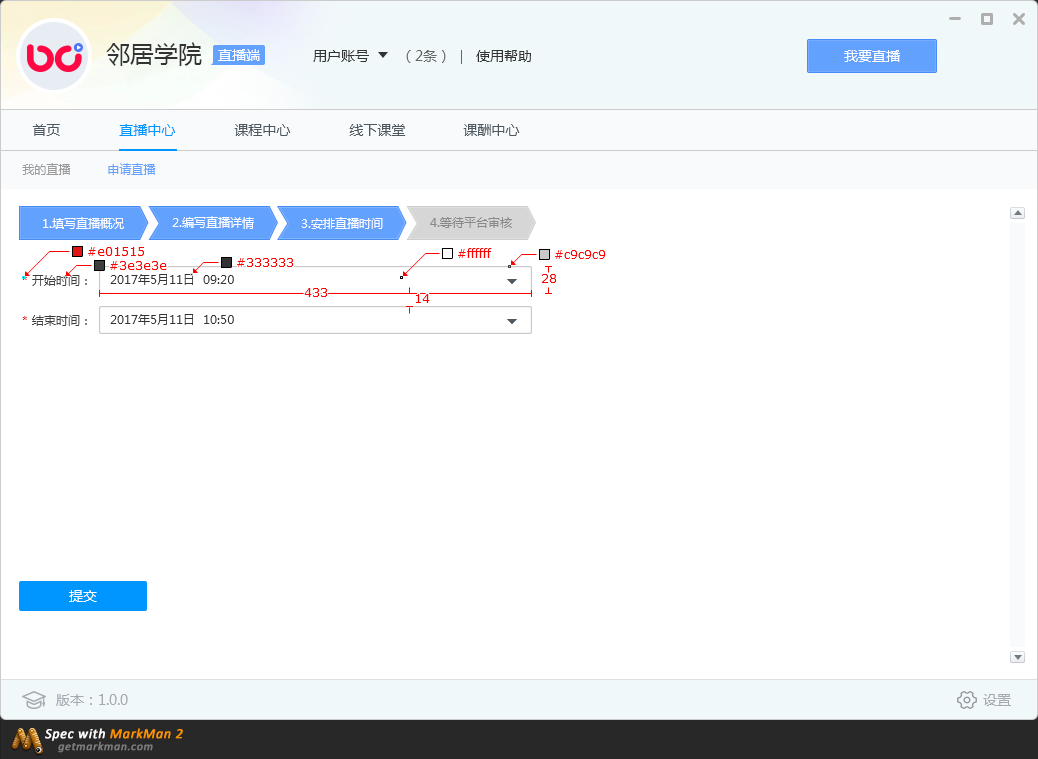 邻居学院 直播端 用户账号 （2条） | 使用帮助 我要直播
首页 直播中心 课程中心 线下课堂 课酬中心
我的直播 申请直播
1.填写直播概况 2.编写直播详情 3.安排直播时间 4.等待平台审核
#e01515 #ffffff #c9c9c9
#3e3e3e #333333
* 开始时间： 2017年5月11日 09:20 28
433 14
* 结束时间： 2017年5月11日 10:50
提交
版本：1.0.0 设置
Spec with MarkMan 2
getmarkman.com